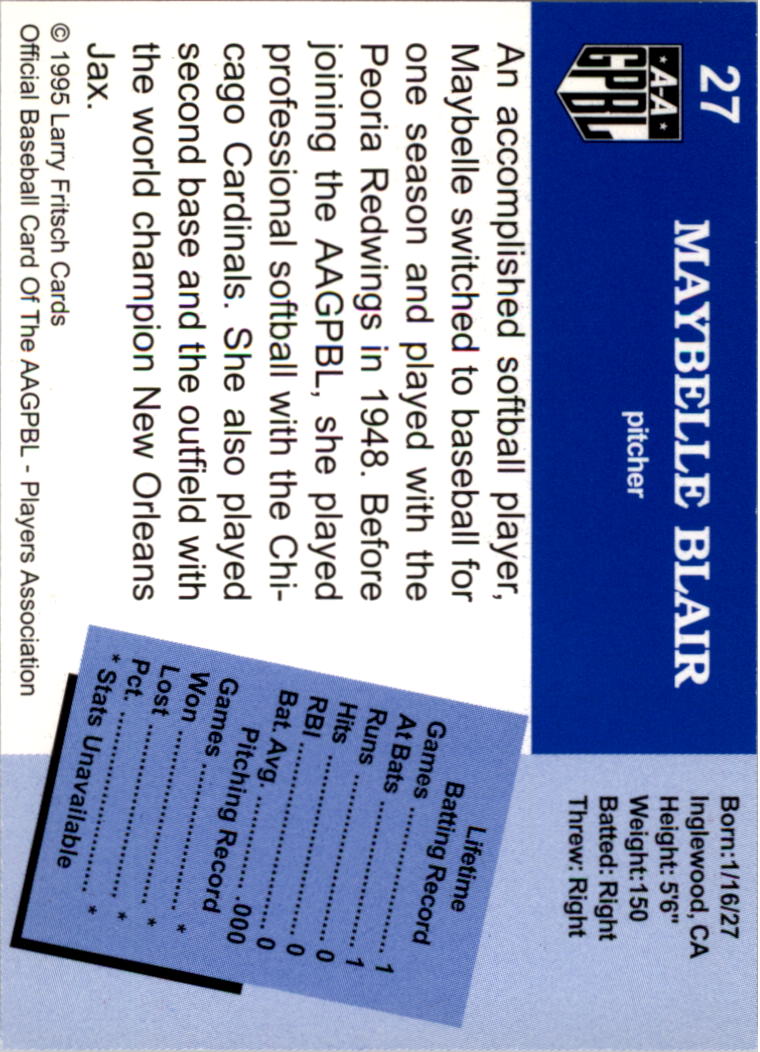 27
★A-A★
GPBL
MAYBELLE BLAIR
pitcher
Born:1/16/27
Inglewood, CA
Height: 5'6"
Weight:150
Batted: Right
Threw: Right
An accomplished softball player,
Maybelle switched to baseball for
one season and played with the
Peoria Redwings in 1948. Before
joining the AAGPBL, she played
professional softball with the Chi-
cago Cardinals. She also played
second base and the outfield with
the world champion New Orleans
Jax.
© 1995 Larry Fritsch Cards
Official Baseball Card Of The AAGPBL - Players Association
Lifetime
Batting Record
Games ........................ 1
At Bats ........................ 1
Runs ........................ 0
Hits ........................ 0
RBI ........................ 0
Bat. Avg. .................. .000
Pitching Record
Games ........................ *
Won ........................ *
Lost ........................ *
Pct. ........................ *
* Stats Unavailable